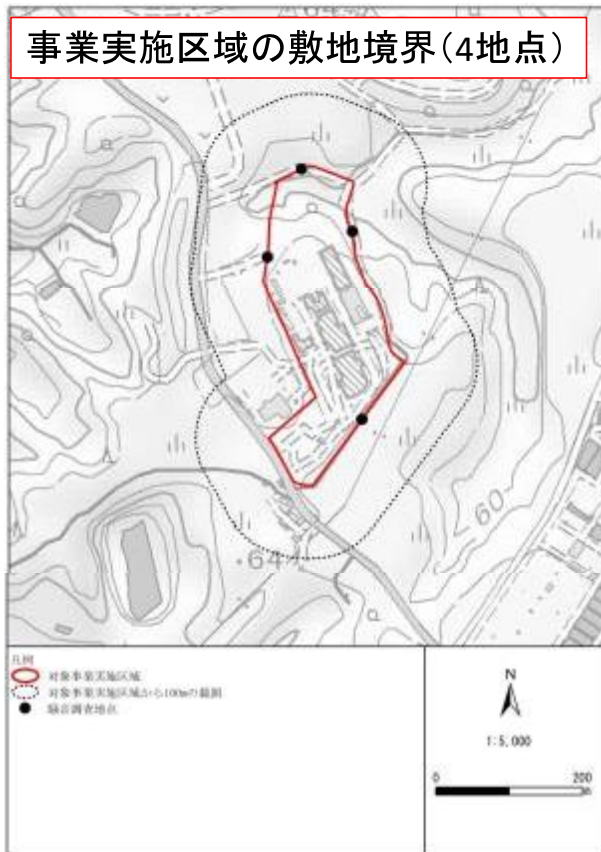 事業実施区域の敷地境界(4地点)
64
60
凡例
対象事業実施区域
対象事業実施区域から100mの範囲
騒音調査地点
N
1:5,000
0 200
m